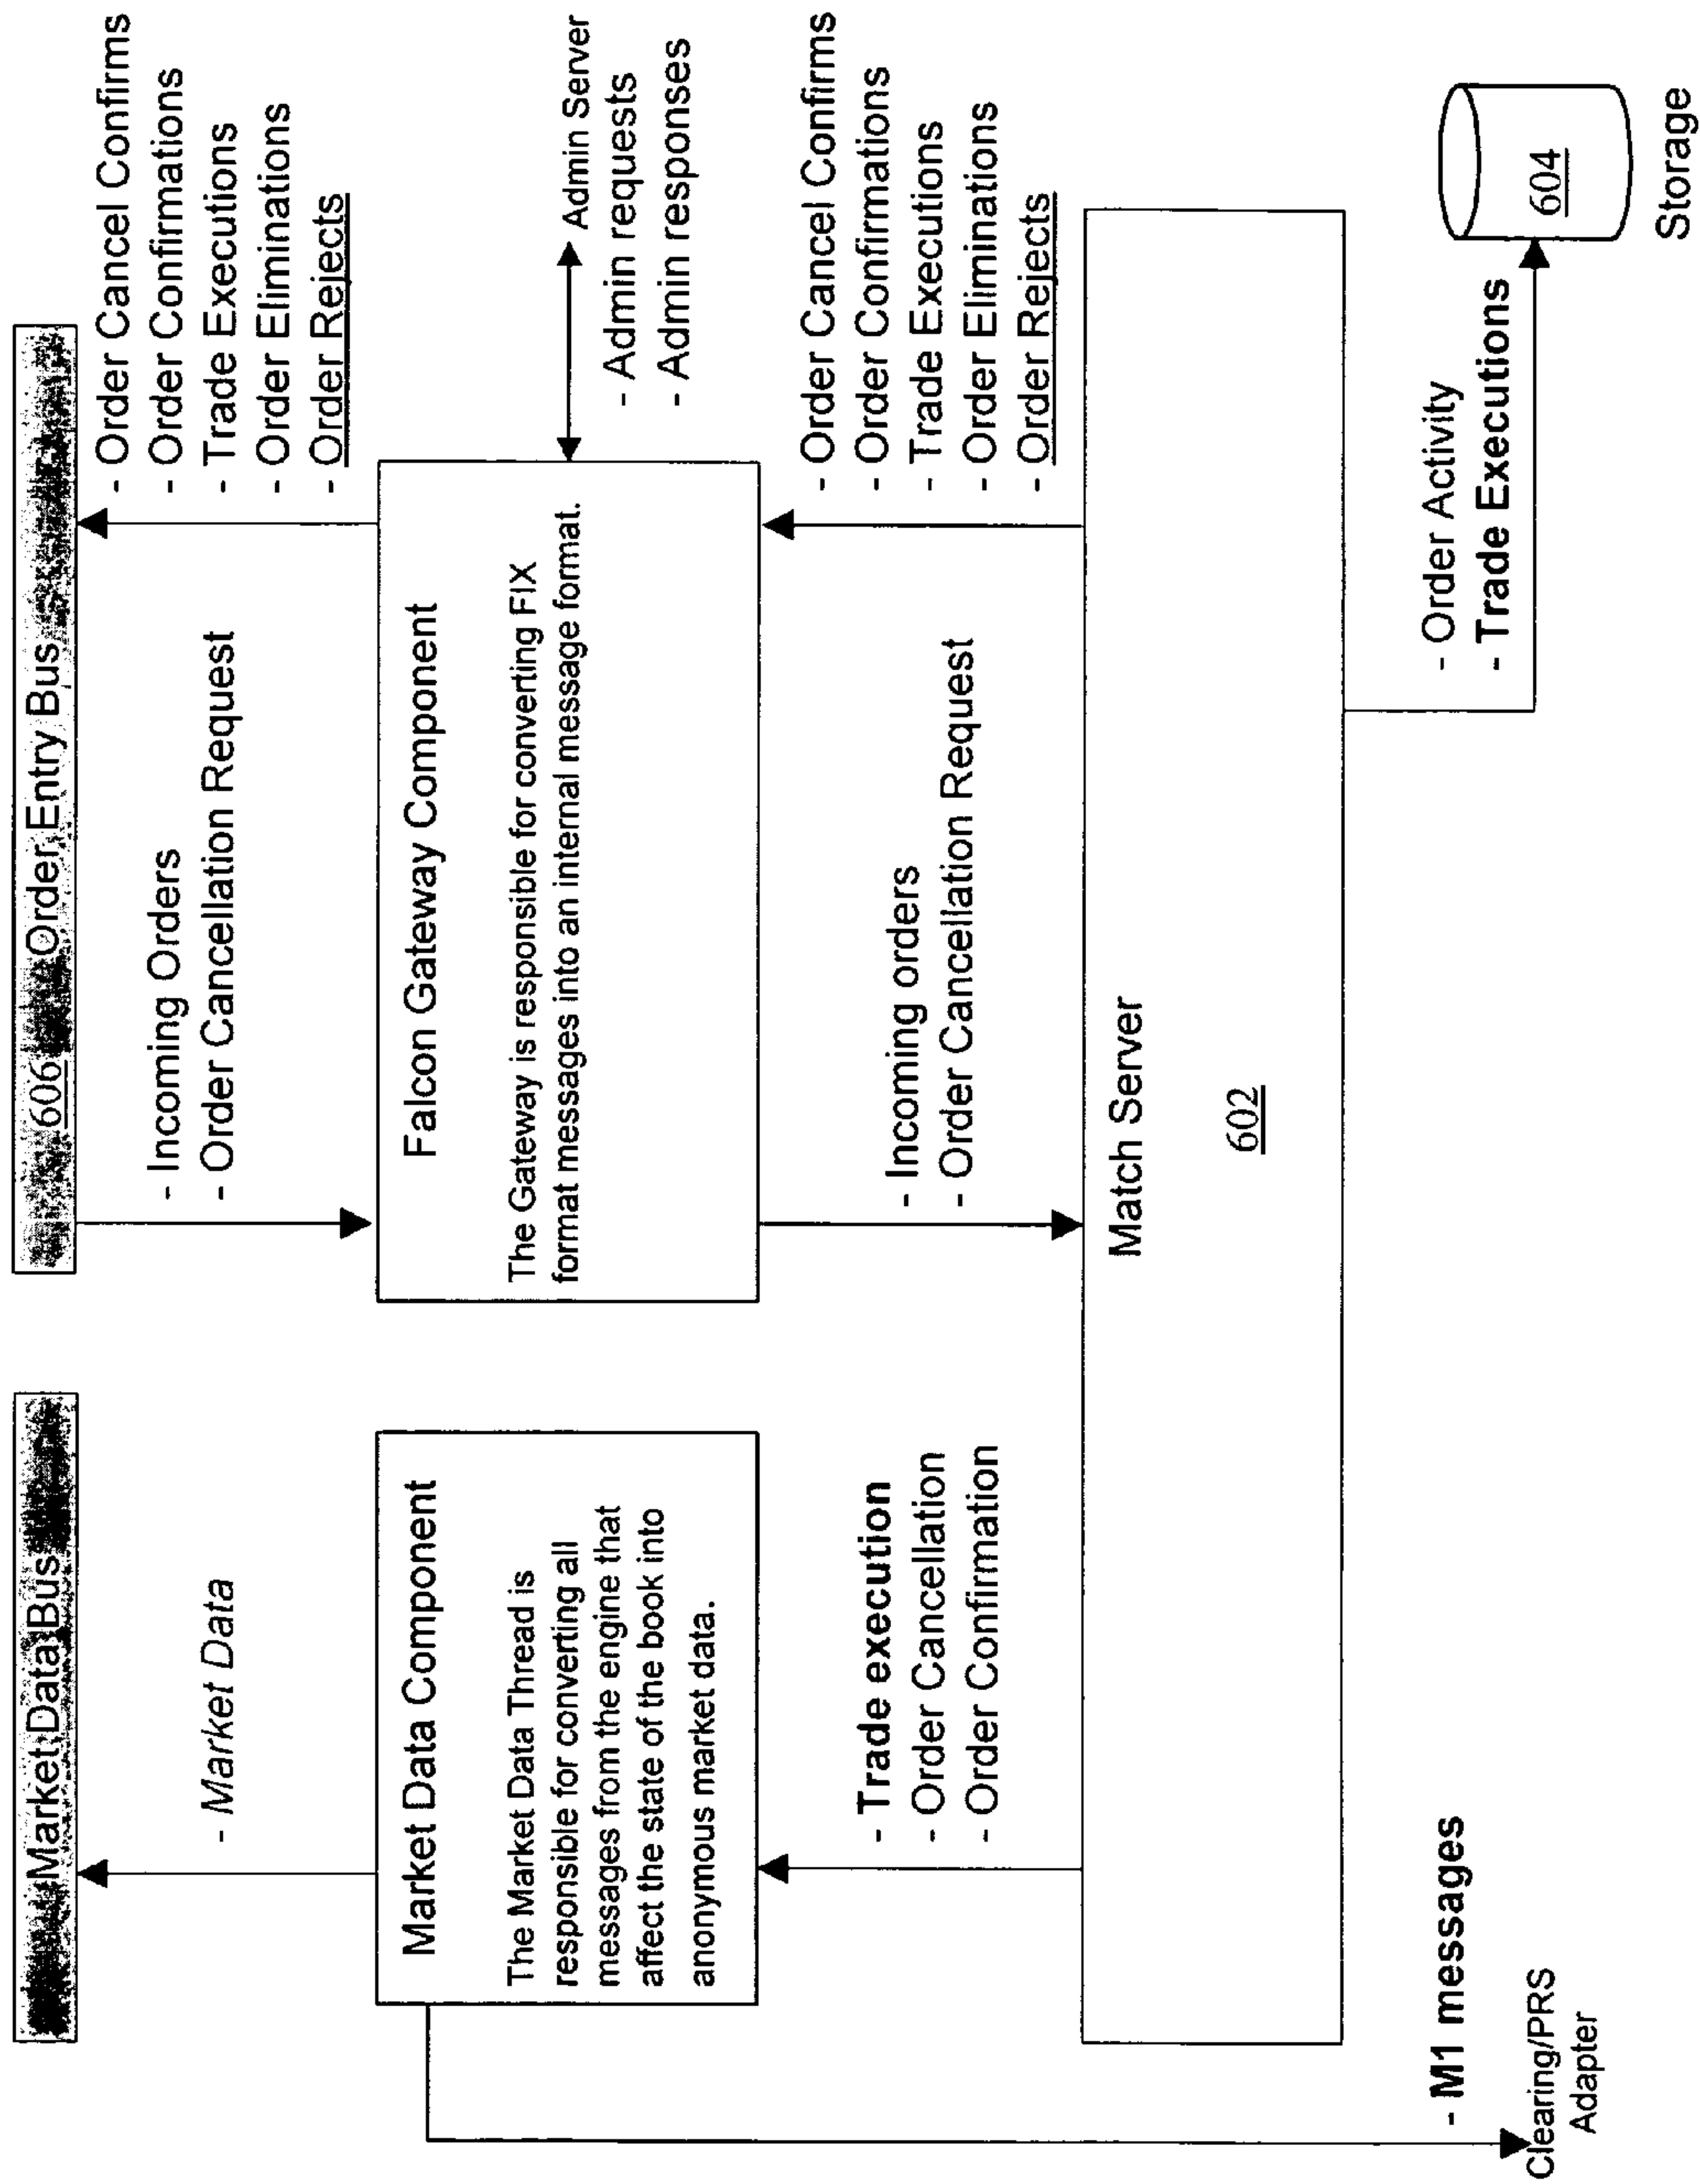 Market Data Bus
606 Order Entry Bus
- Market Data
- Incoming Orders
- Order Cancellation Request
- Order Cancel Confirms
- Order Confirmations
- Trade Executions
- Order Eliminations
- Order Rejects
Market Data Component
The Market Data Thread is
responsible for converting all
messages from the engine that
affect the state of the book into
anonymous market data.
Falcon Gateway Component
The Gateway is responsible for converting FIX
format messages into an internal message format.
Admin Server
- Admin requests
- Admin responses
- Trade execution
- Order Cancellation
- Order Confirmation
- Incoming orders
- Order Cancellation Request
- Order Cancel Confirms
- Order Confirmations
- Trade Executions
- Order Eliminations
- Order Rejects
Match Server
602
- M1 messages
Clearing/PRS
Adapter
- Order Activity
- Trade Executions
604
Storage